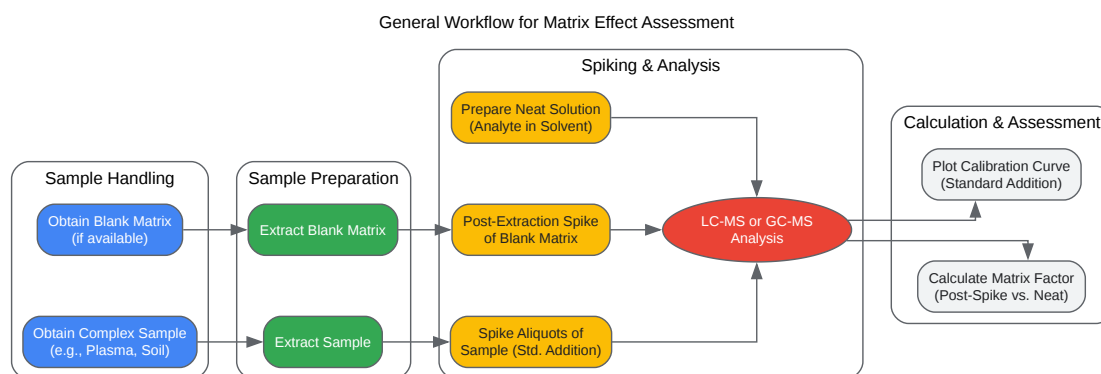 General Workflow for Matrix Effect Assessment
Sample Handling
Obtain Blank Matrix
(if available)
Obtain Complex Sample
(e.g., Plasma, Soil)
Sample Preparation
Extract Blank Matrix
Extract Sample
Spiking & Analysis
Prepare Neat Solution
(Analyte in Solvent)
Post-Extraction Spike
of Blank Matrix
Spike Aliquots of
Sample (Std. Addition)
LC-MS or GC-MS
Analysis
Calculation & Assessment
Plot Calibration Curve
(Standard Addition)
Calculate Matrix Factor
(Post-Spike vs. Neat)